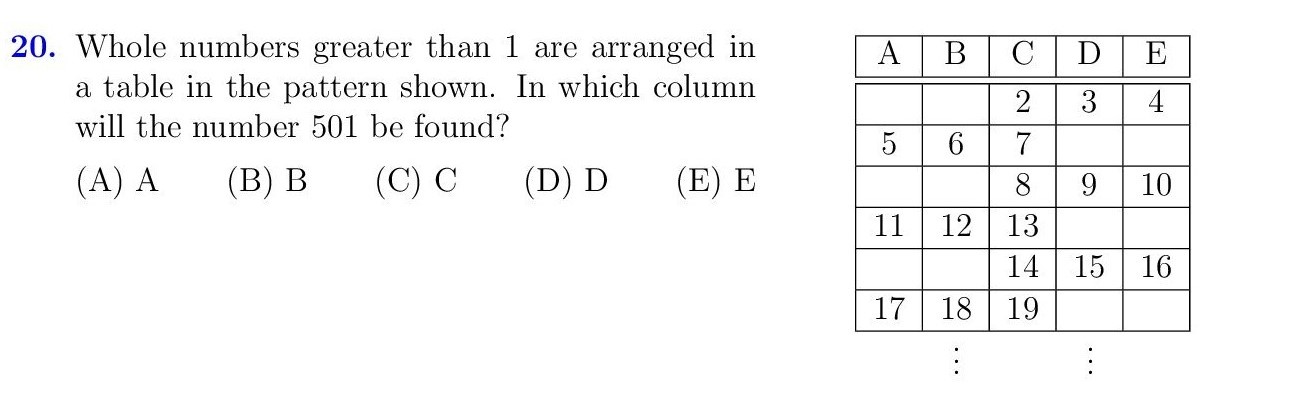 20. Whole numbers greater than 1 are arranged in
a table in the pattern shown. In which column
will the number 501 be found?
(A) A (B) B (C) C (D) D (E) E
A B C D E
2 3 4
5 6 7
8 9 10
11 12 13
14 15 16
17 18 19
⋮ ⋮